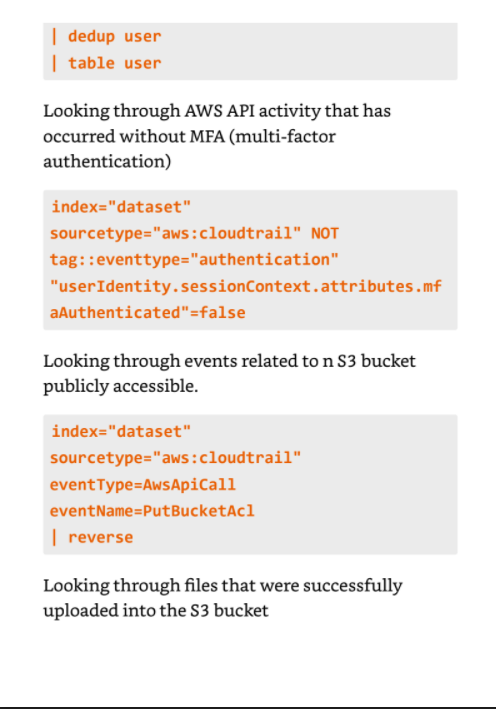 | dedup user
| table user
Looking through AWS API activity that has
occurred without MFA (multi-factor
authentication)
index="dataset"
sourcetype="aws:cloudtrail" NOT
tag::eventtype="authentication"
"userIdentity.sessionContext.attributes.mf
aAuthenticated"=false
Looking through events related to n S3 bucket
publicly accessible.
index="dataset"
sourcetype="aws:cloudtrail"
eventType=AwsApiCall
eventName=PutBucketAcl
| reverse
Looking through files that were successfully
uploaded into the S3 bucket